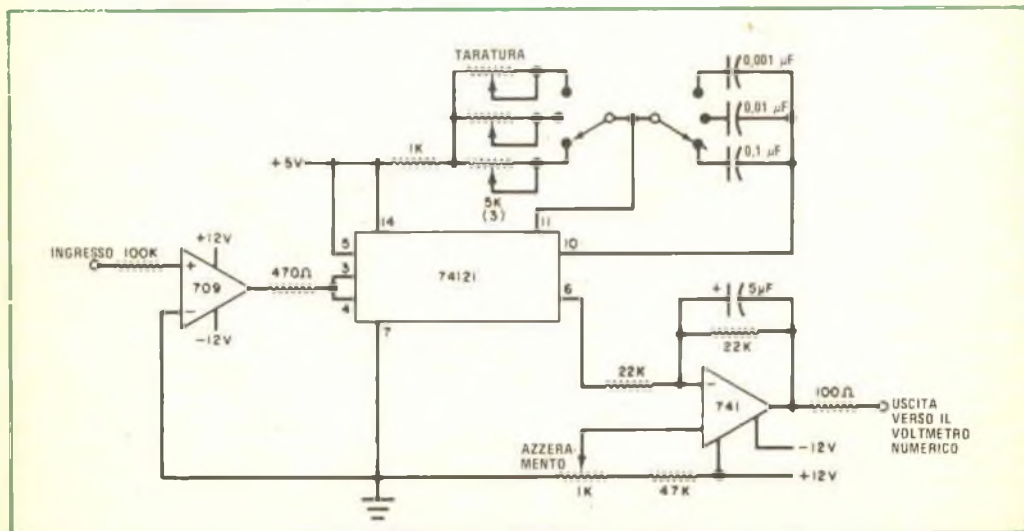 TARATURA
0,001 µF
0,01 µF
0,1 µF
+5V
1K
5K
(3)
14
11
INGRESSO
100K
+12V
+
709
-
-12V
470Ω
5
3
4
74121
10
6
7
+
5µF
22K
22K
-
741
100Ω
USCITA
VERSO IL
VOLTMETRO
NUMERICO
-12V
AZZERA-
MENTO
1K
47K
+12V